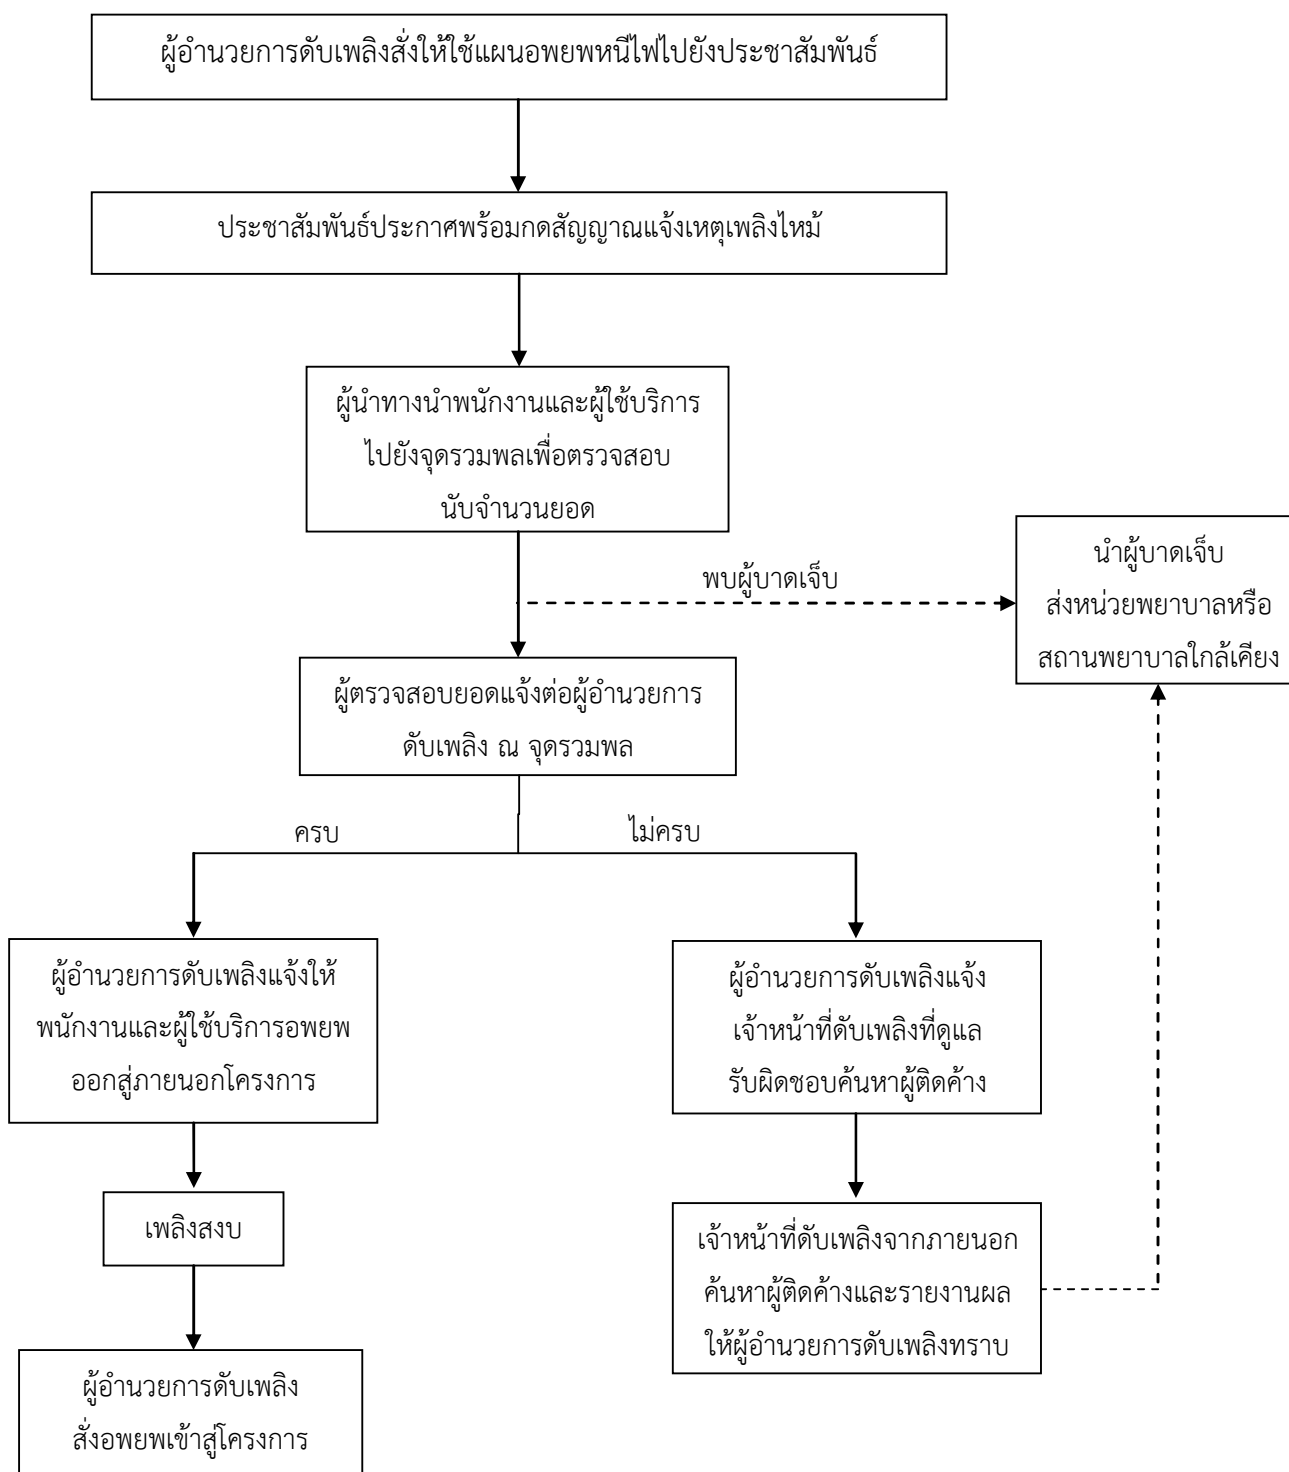 ผู้อำนวยการดับเพลิงสั่งให้ใช้แผนอพยพหนีไฟไปยังประชาสัมพันธ์
ประชาสัมพันธ์ประกาศพร้อมกดสัญญาณแจ้งเหตุเพลิงไหม้
ผู้นำทางนำพนักงานและผู้ใช้บริการ
ไปยังจุดรวมพลเพื่อตรวจสอบ
นับจำนวนยอด
พบผู้บาดเจ็บ
นำผู้บาดเจ็บ
ส่งหน่วยพยาบาลหรือ
สถานพยาบาลใกล้เคียง
ผู้ตรวจสอบยอดแจ้งต่อผู้อำนวยการ
ดับเพลิง ณ จุดรวมพล
ครบ
ไม่ครบ
ผู้อำนวยการดับเพลิงแจ้งให้
พนักงานและผู้ใช้บริการอพยพ
ออกสู่ภายนอกโครงการ
ผู้อำนวยการดับเพลิงแจ้ง
เจ้าหน้าที่ดับเพลิงที่ดูแล
รับผิดชอบค้นหาผู้ติดค้าง
เพลิงสงบ
เจ้าหน้าที่ดับเพลิงจากภายนอก
ค้นหาผู้ติดค้างและรายงานผล
ให้ผู้อำนวยการดับเพลิงทราบ
ผู้อำนวยการดับเพลิง
สั่งอพยพเข้าสู่โครงการ